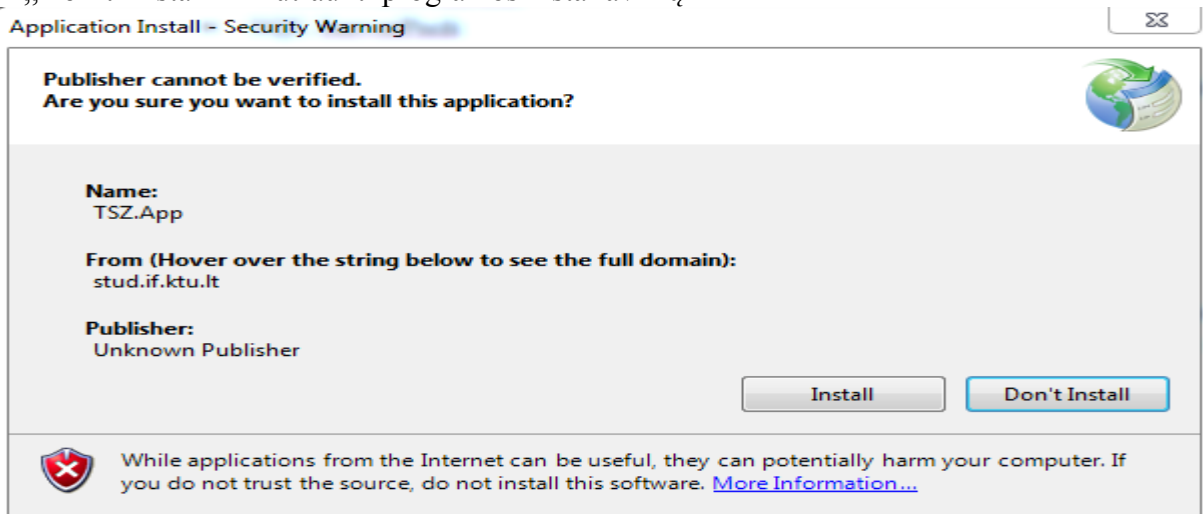 programos
Application Install - Security Warning
Publisher cannot be verified.
Are you sure you want to install this application?
Name:
TSZ.App
From (Hover over the string below to see the full domain):
stud.if.ktu.lt
Publisher:
Unknown Publisher
Install
Don't Install
While applications from the Internet can be useful, they can potentially harm your computer. If
you do not trust the source, do not install this software. More Information...